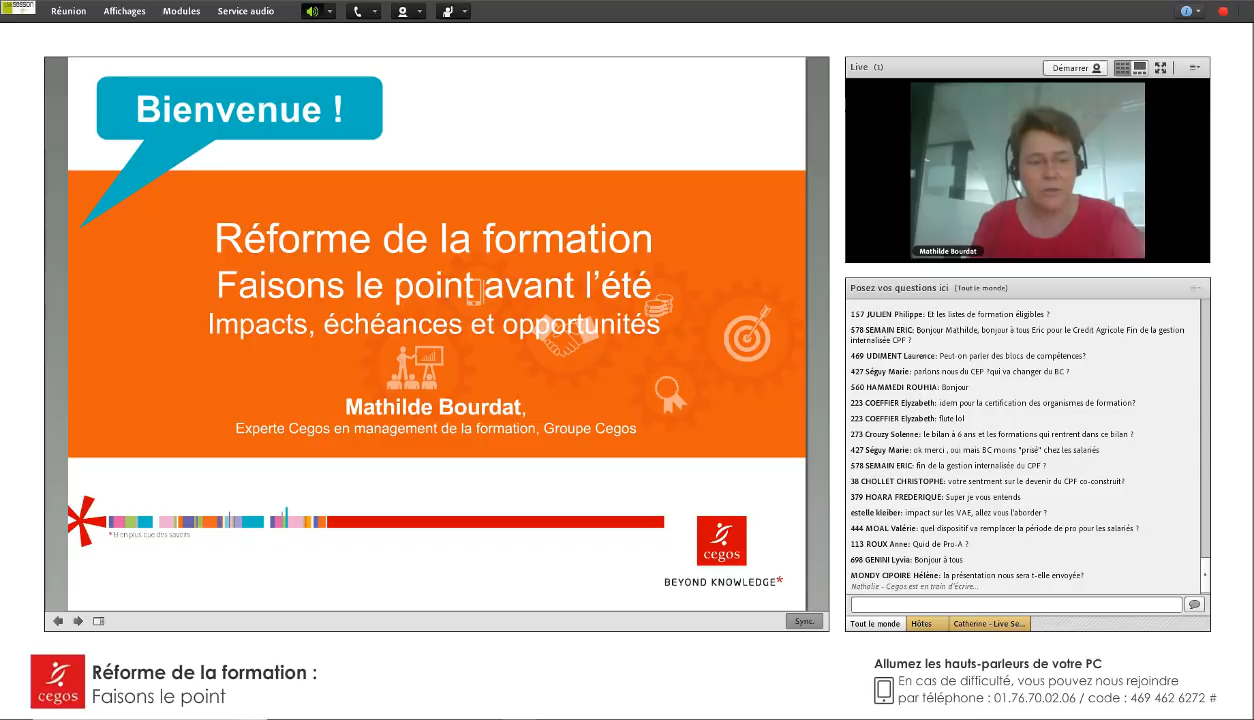 SESSION
Réunion Affichages Modules Service audio
Bienvenue !
Réforme de la formation
Faisons le point avant l'été
Impacts, échéances et opportunités
Mathilde Bourdat,
Experte Cegos en management de la formation, Groupe Cegos
* Bien plus que des savoirs
cegos
BEYOND KNOWLEDGE*
Sync.
Live (1)
Démarrer
Mathilde Bourdat
Posez vos questions ici (Tout le monde)
157 JULIEN Philippe: Et les listes de formation éligibles ?
578 SEMAIN ERIC: Bonjour Mathilde, bonjour à tous Eric pour le Credit Agricole Fin de la gestion
internalisée CPF ?
469 UDIMENT Laurence: Peut-on parler des blocs de compétences?
427 Séguy Marie: parlons nous du CEP ?qui va changer du BC ?
560 HAMMEDI ROUHIA: Bonjour
223 COEFFIER Elyzabeth: idem pour la certification des organismes de formation?
223 COEFFIER Elyzabeth: flute lol
273 Crouzy Solenne: le bilan à 6 ans et les formations qui rentrent dans ce bilan ?
427 Séguy Marie: ok merci , oui mais BC moins "prisé" chez les salariés
578 SEMAIN ERIC: fin de la gestion internalisée du CPF ?
38 CHOLLET CHRISTOPHE: votre sentment sur le devenir du CPF co-construit?
379 HOARA FREDERIQUE: Super je vous entends
estelle kleiber: impact sur les VAE, allez vous l'aborder ?
444 MOAL Valérie: quel dispositif va remplacer la période de pro pour les salariés ?
113 ROUX Anne: Quid de Pro-A ?
698 GENINI Lyvia: Bonjour à tous
MONDY CIPOIRE Hélène: la présentation nous sera t-elle envoyée?
Nathalie - Cegos est en train d'écrire...
Tout le monde Hôtes Catherine - Live Se...
cegos
Réforme de la formation :
Faisons le point
Allumez les hauts-parleurs de votre PC
En cas de difficulté, vous pouvez nous rejoindre
par téléphone : 01.76.70.02.06 / code : 469 462 6272 #